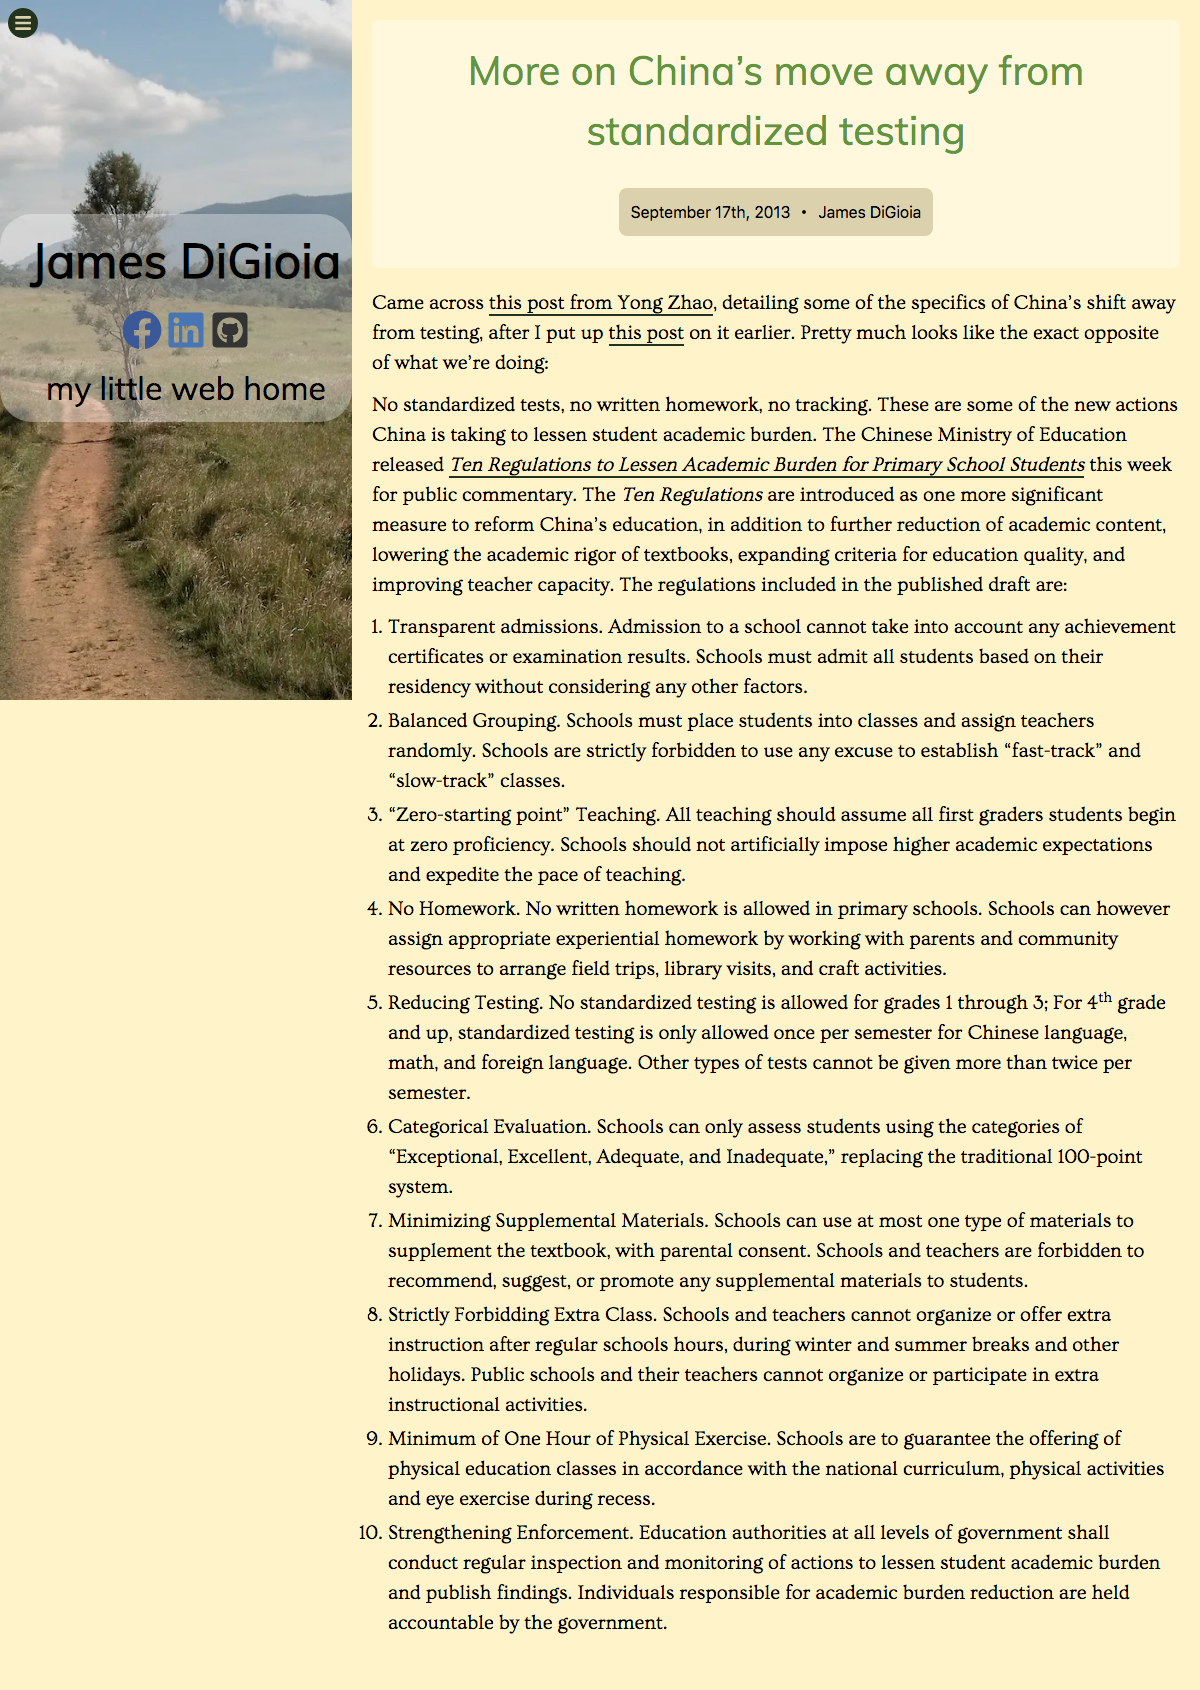 James DiGioia
my little web home
More on China’s move away from
standardized testing
September 17th, 2013 • James DiGioia
Came across this post from Yong Zhao, detailing some of the specifics of China’s shift away
from testing, after I put up this post on it earlier. Pretty much looks like the exact opposite
of what we’re doing:
No standardized tests, no written homework, no tracking. These are some of the new actions
China is taking to lessen student academic burden. The Chinese Ministry of Education
released Ten Regulations to Lessen Academic Burden for Primary School Students this week
for public commentary. The Ten Regulations are introduced as one more significant
measure to reform China’s education, in addition to further reduction of academic content,
lowering the academic rigor of textbooks, expanding criteria for education quality, and
improving teacher capacity. The regulations included in the published draft are:
1. Transparent admissions. Admission to a school cannot take into account any achievement
certificates or examination results. Schools must admit all students based on their
residency without considering any other factors.
2. Balanced Grouping. Schools must place students into classes and assign teachers
randomly. Schools are strictly forbidden to use any excuse to establish “fast-track” and
“slow-track” classes.
3. “Zero-starting point” Teaching. All teaching should assume all first graders students begin
at zero proficiency. Schools should not artificially impose higher academic expectations
and expedite the pace of teaching.
4. No Homework. No written homework is allowed in primary schools. Schools can however
assign appropriate experiential homework by working with parents and community
resources to arrange field trips, library visits, and craft activities.
5. Reducing Testing. No standardized testing is allowed for grades 1 through 3; For 4th grade
and up, standardized testing is only allowed once per semester for Chinese language,
math, and foreign language. Other types of tests cannot be given more than twice per
semester.
6. Categorical Evaluation. Schools can only assess students using the categories of
“Exceptional, Excellent, Adequate, and Inadequate,” replacing the traditional 100-point
system.
7. Minimizing Supplemental Materials. Schools can use at most one type of materials to
supplement the textbook, with parental consent. Schools and teachers are forbidden to
recommend, suggest, or promote any supplemental materials to students.
8. Strictly Forbidding Extra Class. Schools and teachers cannot organize or offer extra
instruction after regular schools hours, during winter and summer breaks and other
holidays. Public schools and their teachers cannot organize or participate in extra
instructional activities.
9. Minimum of One Hour of Physical Exercise. Schools are to guarantee the offering of
physical education classes in accordance with the national curriculum, physical activities
and eye exercise during recess.
10. Strengthening Enforcement. Education authorities at all levels of government shall
conduct regular inspection and monitoring of actions to lessen student academic burden
and publish findings. Individuals responsible for academic burden reduction are held
accountable by the government.